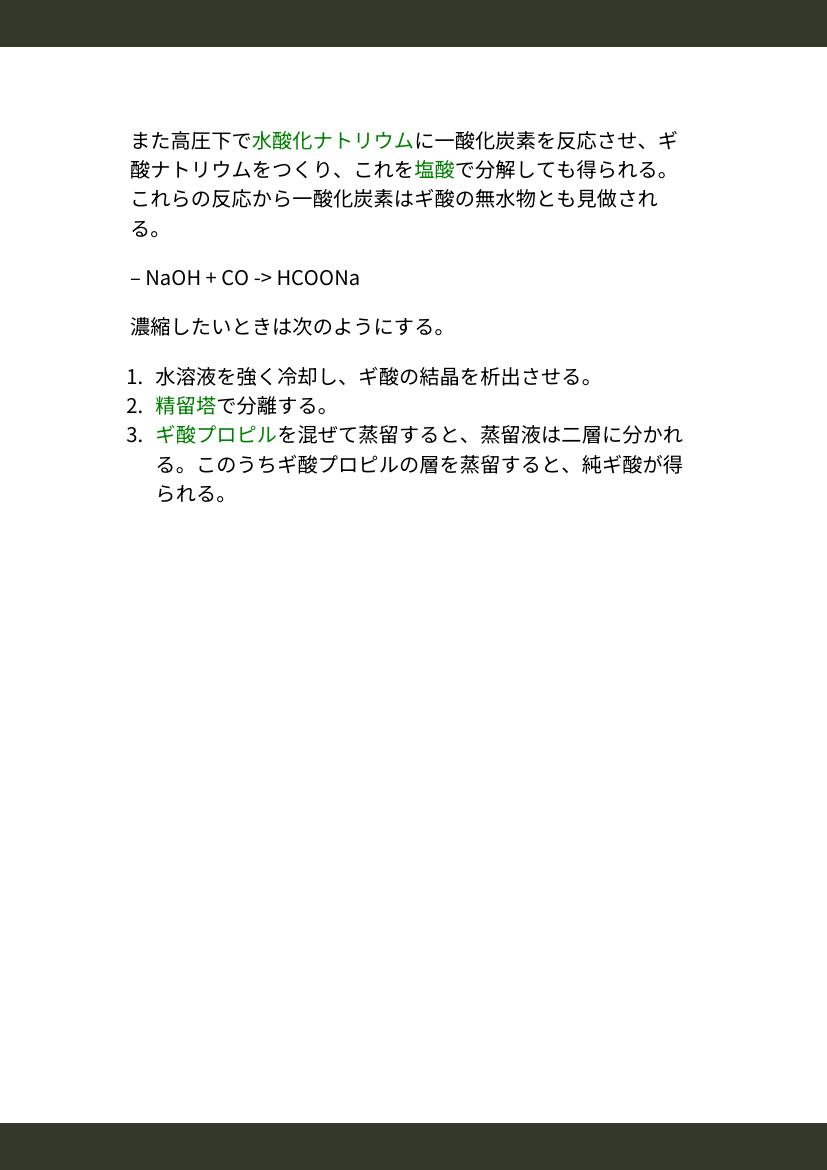 また高圧下で水酸化ナトリウムに一酸化炭素を反応させ、ギ
酸ナトリウムをつくり、これを塩酸で分解しても得られる。
これらの反応から一酸化炭素はギ酸の無水物とも見做され
る。
– NaOH + CO -> HCOONa
濃縮したいときは次のようにする。
1. 水溶液を強く冷却し、ギ酸の結晶を析出させる。
2. 精留塔で分離する。
3. ギ酸プロピルを混ぜて蒸留すると、蒸留液は二層に分かれ
る。このうちギ酸プロピルの層を蒸留すると、純ギ酸が得
られる。